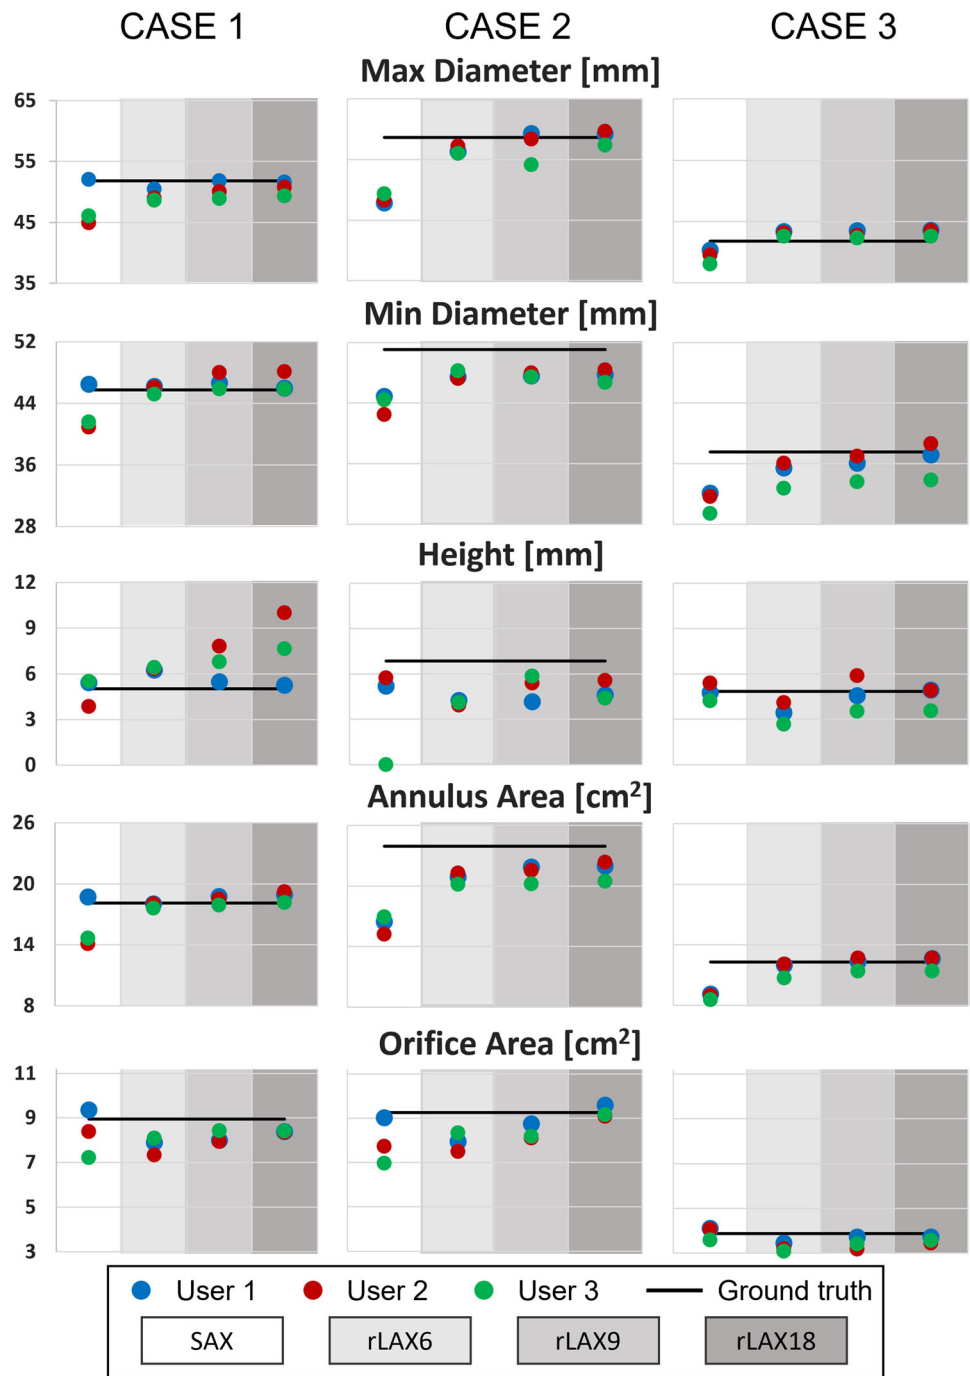 CASE 1 CASE 2 CASE 3
Max Diameter [mm]
65
55
45
35
Min Diameter [mm]
52
44
36
28
Height [mm]
12
9
6
3
0
Annulus Area [cm²]
26
20
14
8
Orifice Area [cm²]
11
9
7
5
3
User 1 User 2 User 3 Ground truth
SAX rLAX6 rLAX9 rLAX18